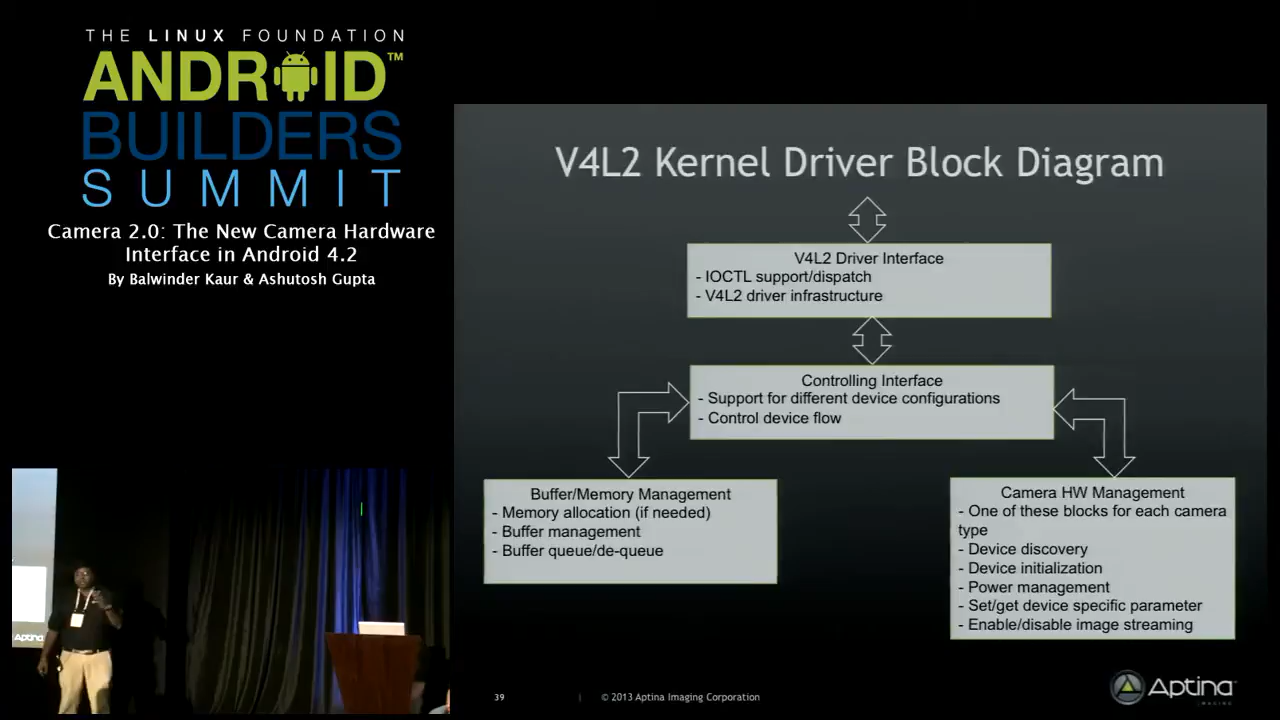 THE LINUX FOUNDATION
ANDROID™
BUILDERS
SUMMIT
Camera 2.0: The New Camera Hardware
Interface in Android 4.2
By Balwinder Kaur & Ashutosh Gupta
V4L2 Kernel Driver Block Diagram
V4L2 Driver Interface
- IOCTL support/dispatch
- V4L2 driver infrastructure
Controlling Interface
- Support for different device configurations
- Control device flow
Buffer/Memory Management
- Memory allocation (if needed)
- Buffer management
- Buffer queue/de-queue
Camera HW Management
- One of these blocks for each camera
type
- Device discovery
- Device initialization
- Power management
- Set/get device specific parameter
- Enable/disable image streaming
Aptina
39 | © 2013 Aptina Imaging Corporation
Aptina
IMAGING